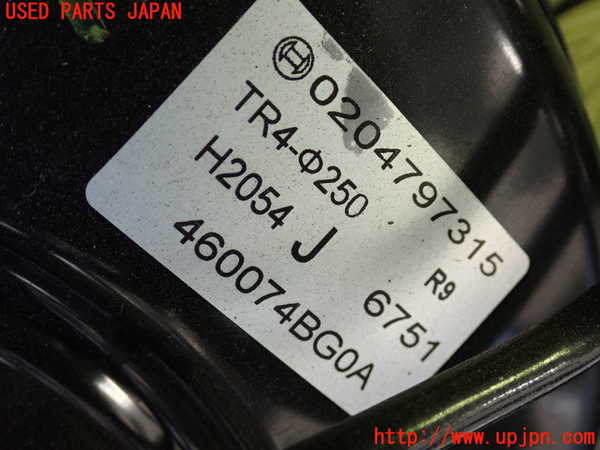 USED PARTS JAPAN
0204797315
TR4-Φ250 R9
H2054 J 6751
460074BG0A
http://www.upjpn.com/